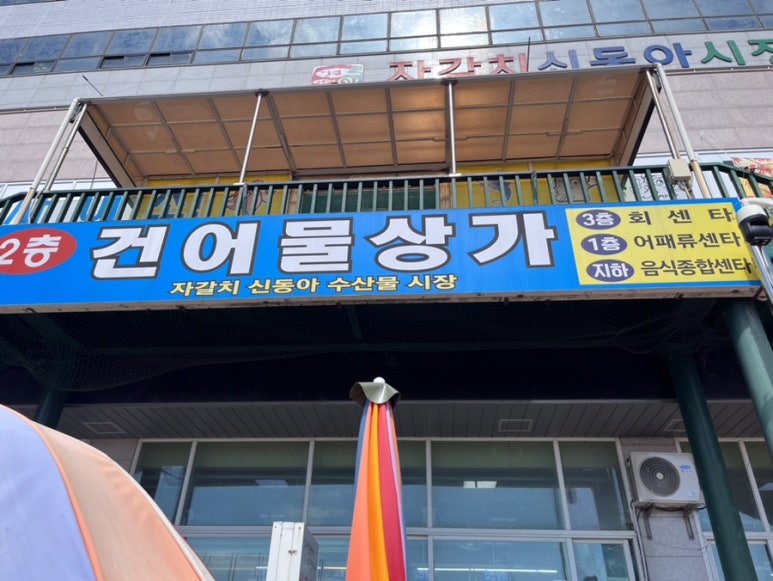 자갈치신동아시장
2층 건어물상가
자갈치 신동아 수산물 시장
3층 회 센 타
1층 어패류센타
지하 음식종합센타